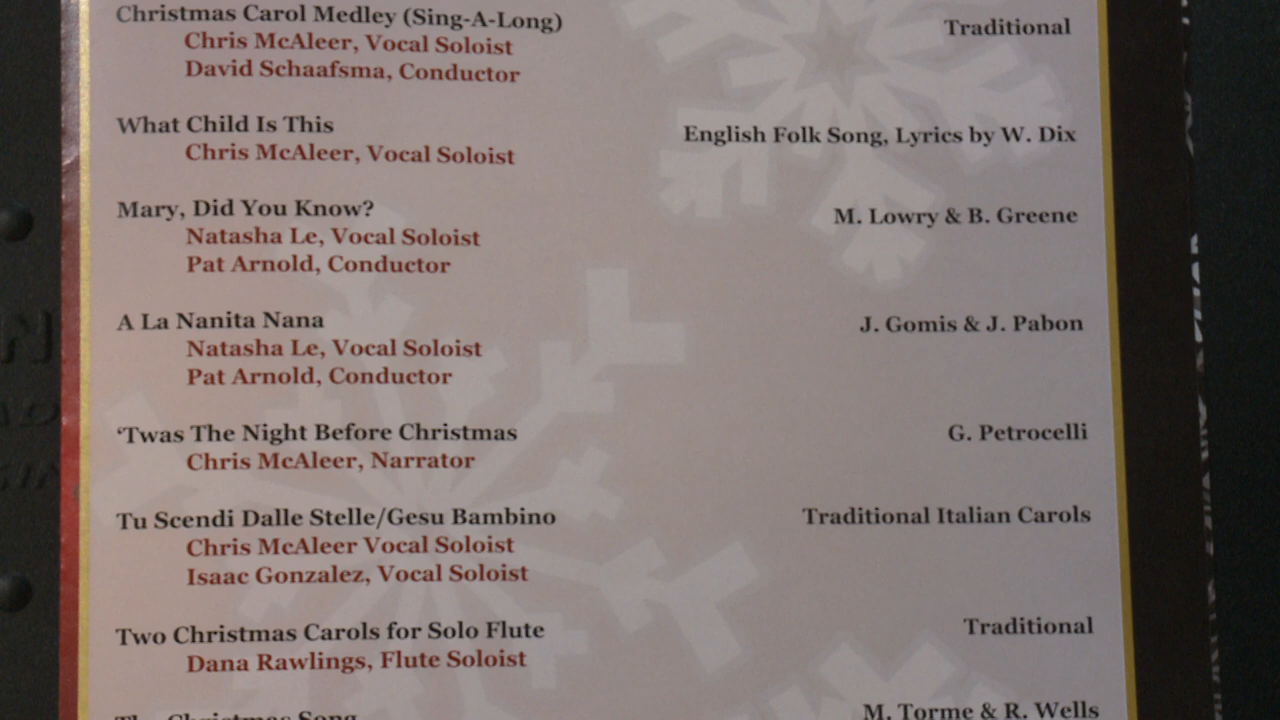 Christmas Carol Medley (Sing-A-Long) Traditional
Chris McAleer, Vocal Soloist
David Schaafsma, Conductor
What Child Is This English Folk Song, Lyrics by W. Dix
Chris McAleer, Vocal Soloist
Mary, Did You Know? M. Lowry & B. Greene
Natasha Le, Vocal Soloist
Pat Arnold, Conductor
A La Nanita Nana J. Gomis & J. Pabon
Natasha Le, Vocal Soloist
Pat Arnold, Conductor
‘Twas The Night Before Christmas G. Petrocelli
Chris McAleer, Narrator
Tu Scendi Dalle Stelle/Gesu Bambino Traditional Italian Carols
Chris McAleer Vocal Soloist
Isaac Gonzalez, Vocal Soloist
Two Christmas Carols for Solo Flute Traditional
Dana Rawlings, Flute Soloist
The Christmas Song M. Torme & R. Wells